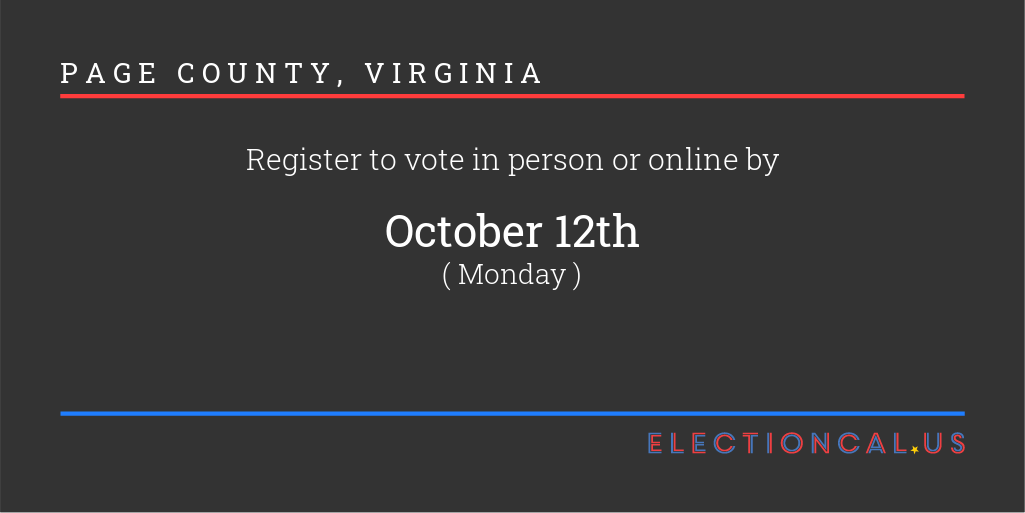 PAGE COUNTY, VIRGINIA
Register to vote in person or online by
October 12th
( Monday )
ELECTIONCAL.US